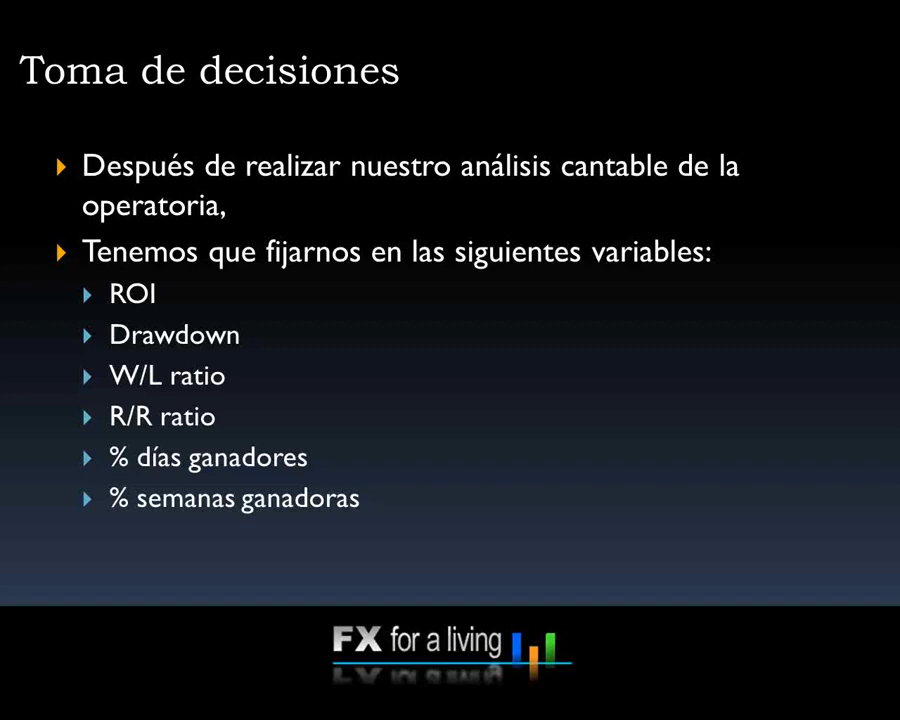 Toma de decisiones
Después de realizar nuestro análisis cantable de la
operatoria,
Tenemos que fijarnos en las siguientes variables:
ROI
Drawdown
W/L ratio
R/R ratio
% días ganadores
% semanas ganadoras
FX for a living